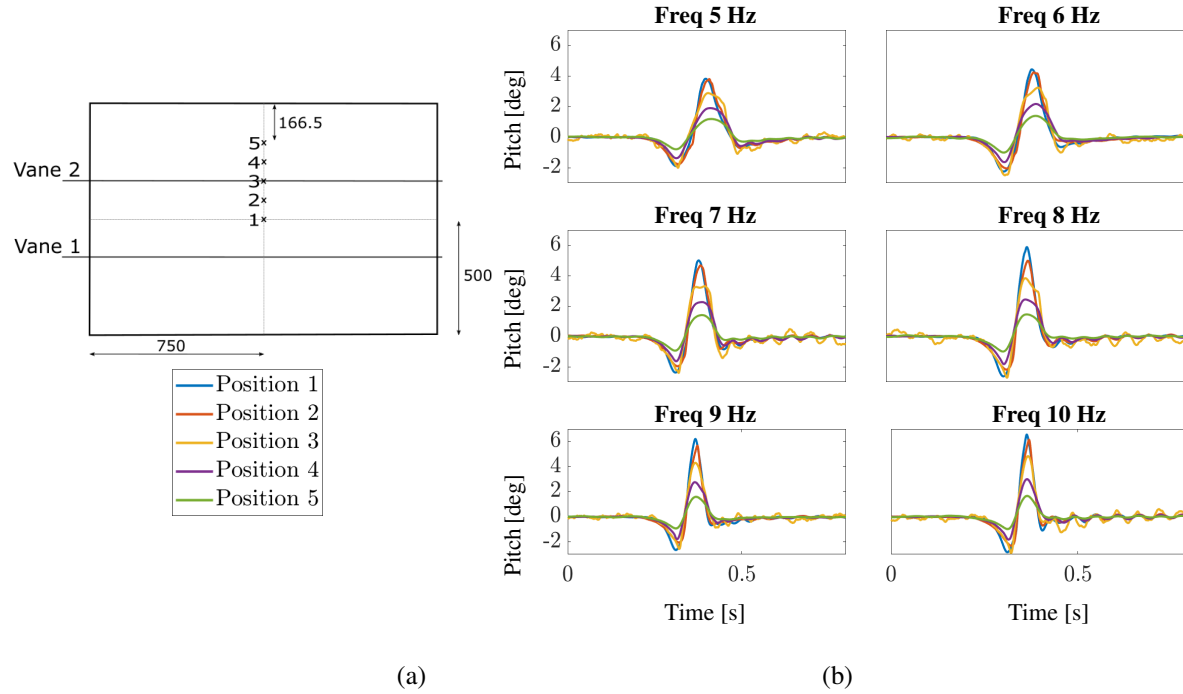 166.5
5
4
Vane 2
3
2
1
Vane 1
500
750
Position 1
Position 2
Position 3
Position 4
Position 5
(a)
Freq 5 Hz
Freq 6 Hz
6
4
2
0
-2
Pitch [deg]
Freq 7 Hz
Freq 8 Hz
6
4
2
0
-2
Pitch [deg]
Freq 9 Hz
Freq 10 Hz
6
4
2
0
-2
Pitch [deg]
0 0.5
0 0.5
Time [s]
Time [s]
(b)